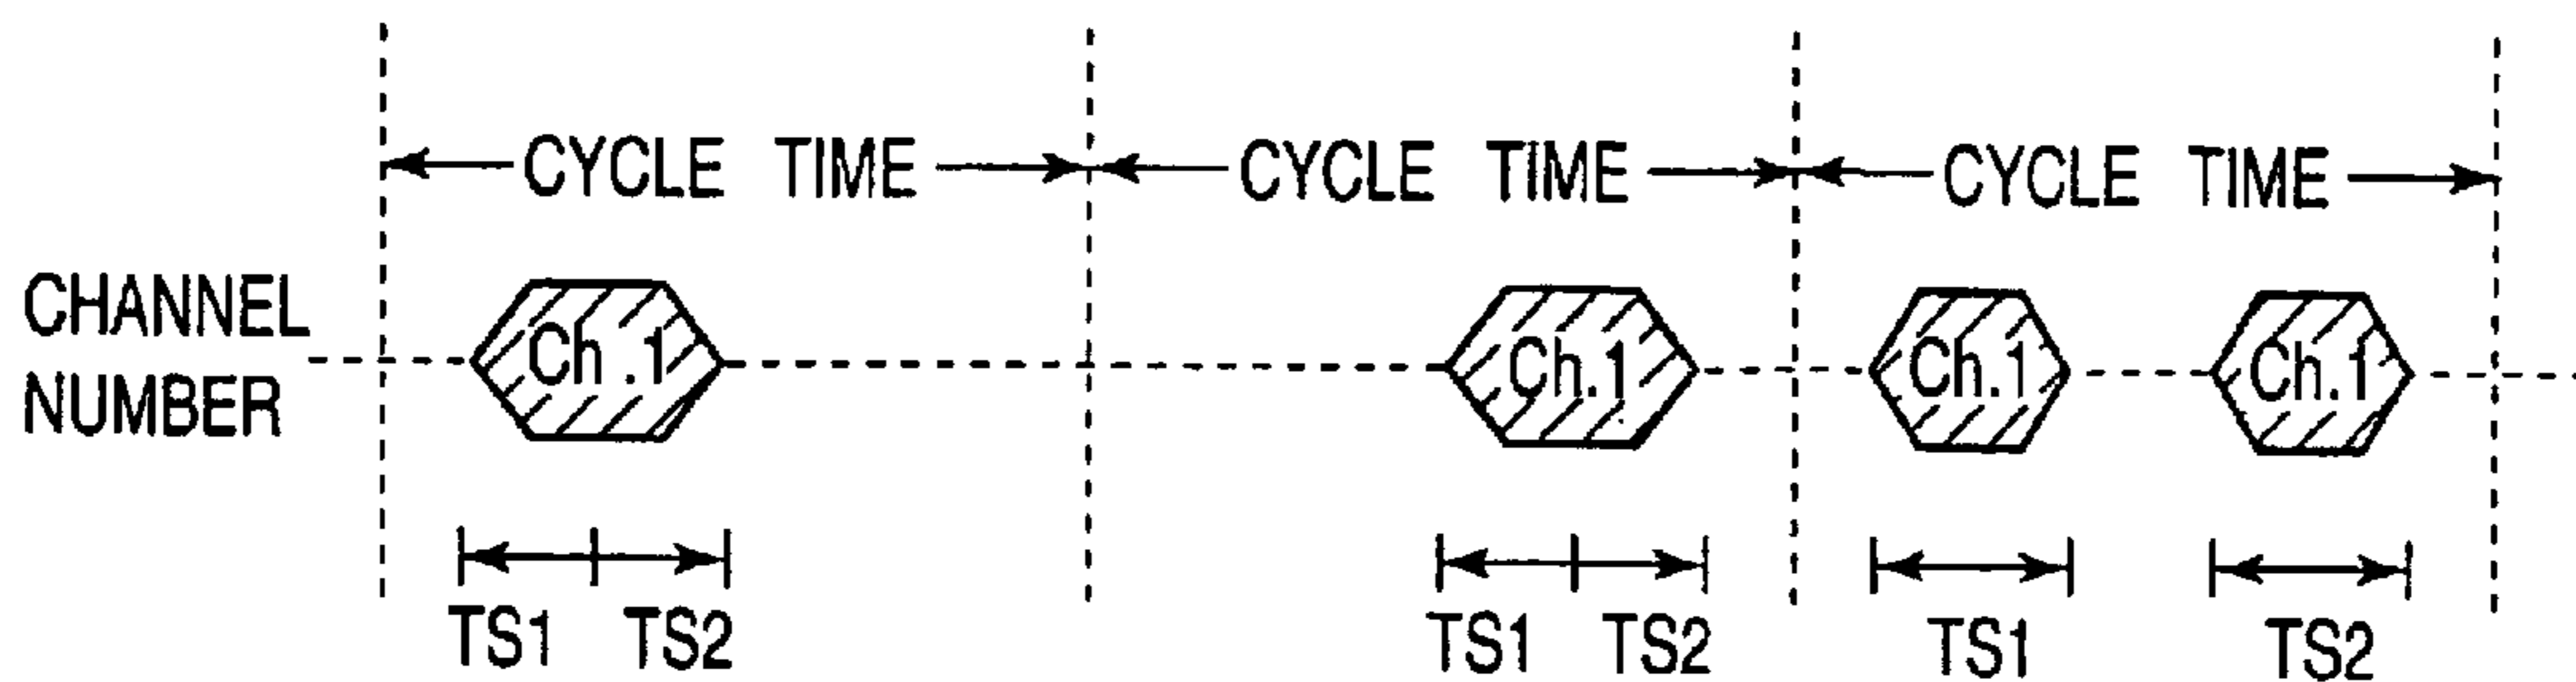 CYCLE TIME CYCLE TIME CYCLE TIME
CHANNEL
NUMBER
Ch.1 Ch.1 Ch.1 Ch.1
TS1 TS2 TS1 TS2 TS1 TS2